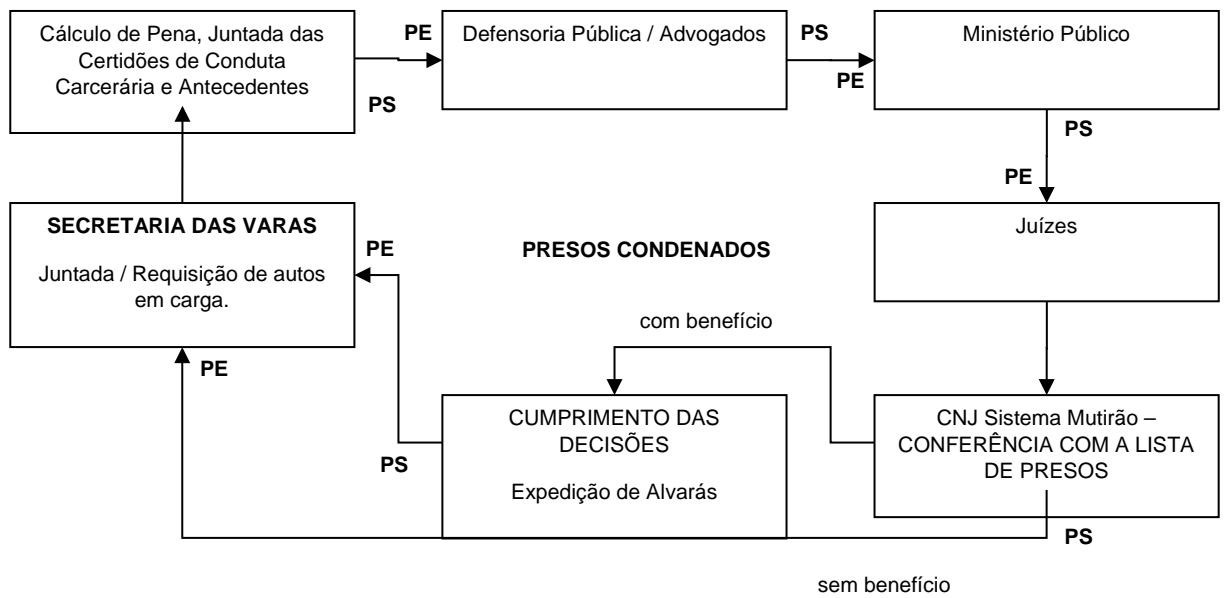 Cálculo de Pena, Juntada das
Certidões de Conduta
Carcerária e Antecedentes
PE
PS
Defensoria Pública / Advogados
PS
PE
Ministério Público
PS
PE
SECRETARIA DAS VARAS
Juntada / Requisição de autos
em carga.
PE
PE
PRESOS CONDENADOS
Juízes
com benefício
CUMPRIMENTO DAS
DECISÕES
Expedição de Alvarás
PS
CNJ Sistema Mutirão –
CONFERÊNCIA COM A LISTA
DE PRESOS
PS
sem benefício